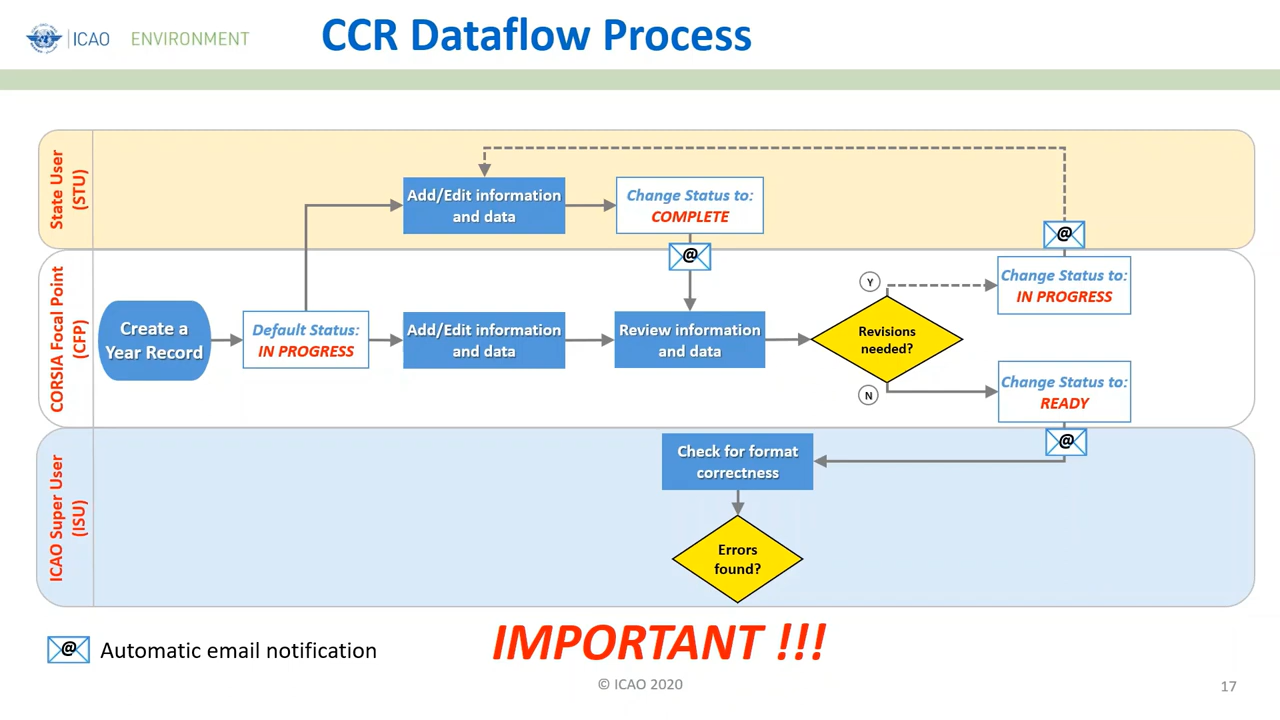 ICAO ENVIRONMENT
CCR Dataflow Process
State User
(STU)
Add/Edit information
and data
Change Status to:
COMPLETE
@
@
CORSIA Focal Point
(CFP)
Create a
Year Record
Default Status:
IN PROGRESS
Add/Edit information
and data
Review information
and data
Revisions
needed?
Y
Change Status to:
IN PROGRESS
N
Change Status to:
READY
@
ICAO Super User
(ISU)
Check for format
correctness
Errors
found?
@ Automatic email notification
IMPORTANT !!!
© ICAO 2020
17